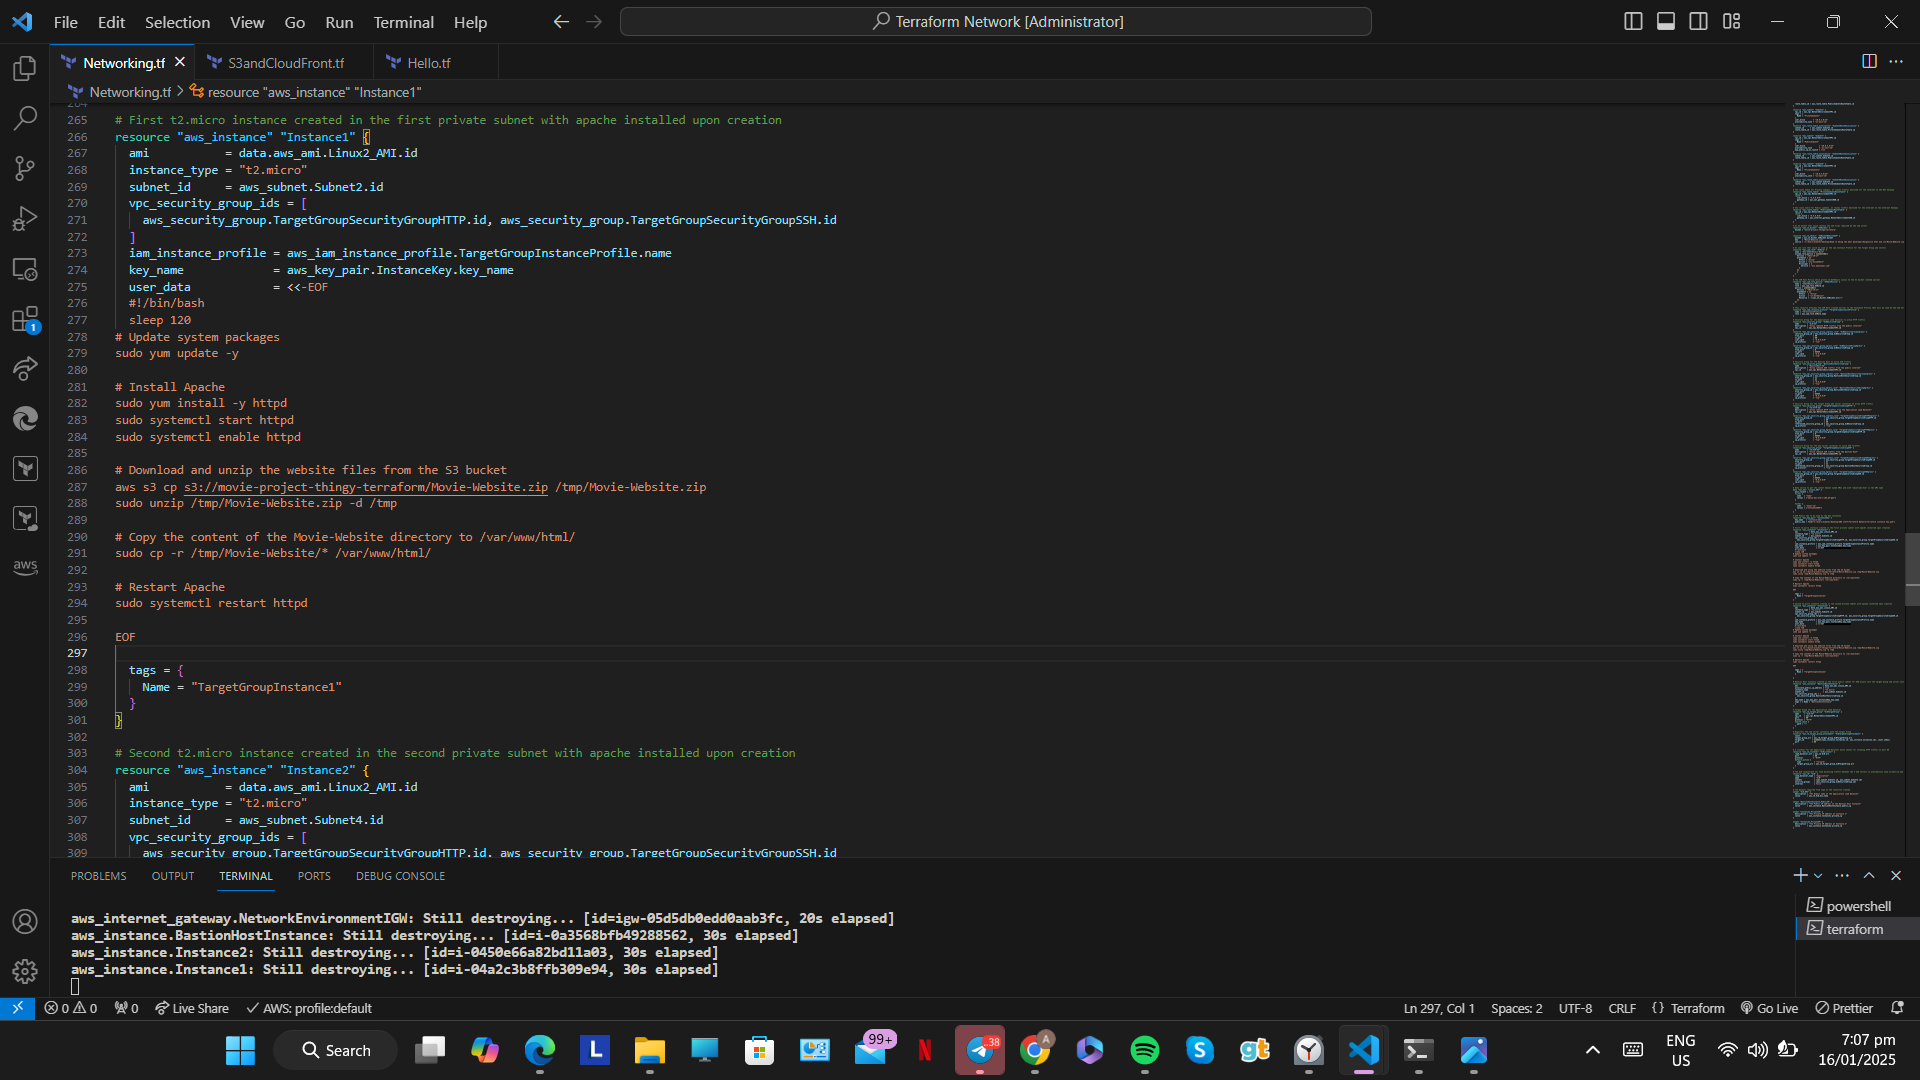 File Edit Selection View Go Run Terminal Help
Terraform Network [Administrator]
Networking.tf
S3andCloudFront.tf
Hello.tf
Networking.tf > resource "aws_instance" "Instance1"
264
265 # First t2.micro instance created in the first private subnet with apache installed upon creation
266 resource "aws_instance" "Instance1" {
267 ami = data.aws_ami.Linux2_AMI.id
268 instance_type = "t2.micro"
269 subnet_id = aws_subnet.Subnet2.id
270 vpc_security_group_ids = [
271 aws_security_group.TargetGroupSecurityGroupHTTP.id, aws_security_group.TargetGroupSecurityGroupSSH.id
272 ]
273 iam_instance_profile = aws_iam_instance_profile.TargetGroupInstanceProfile.name
274 key_name = aws_key_pair.InstanceKey.key_name
275 user_data = <<-EOF
276 #!/bin/bash
277 sleep 120
278 # Update system packages
279 sudo yum update -y
280
281 # Install Apache
282 sudo yum install -y httpd
283 sudo systemctl start httpd
284 sudo systemctl enable httpd
285
286 # Download and unzip the website files from the S3 bucket
287 aws s3 cp s3://movie-project-thingy-terraform/Movie-Website.zip /tmp/Movie-Website.zip
288 sudo unzip /tmp/Movie-Website.zip -d /tmp
289
290 # Copy the content of the Movie-Website directory to /var/www/html/
291 sudo cp -r /tmp/Movie-Website/* /var/www/html/
292
293 # Restart Apache
294 sudo systemctl restart httpd
295
296 EOF
297
298 tags = {
299 Name = "TargetGroupInstance1"
300 }
301 }
302
303 # Second t2.micro instance created in the second private subnet with apache installed upon creation
304 resource "aws_instance" "Instance2" {
305 ami = data.aws_ami.Linux2_AMI.id
306 instance_type = "t2.micro"
307 subnet_id = aws_subnet.Subnet4.id
308 vpc_security_group_ids = [
309 aws_security_group.TargetGroupSecurityGroupHTTP.id, aws_security_group.TargetGroupSecurityGroupSSH.id
1
aws
PROBLEMS OUTPUT TERMINAL PORTS DEBUG CONSOLE
aws_internet_gateway.NetworkEnvironmentIGW: Still destroying... [id=igw-05d5db0edd0aab3fc, 20s elapsed]
aws_instance.BastionHostInstance: Still destroying... [id=i-0a3568bfb49288562, 30s elapsed]
aws_instance.Instance2: Still destroying... [id=i-0450e66a82bd11a03, 30s elapsed]
aws_instance.Instance1: Still destroying... [id=i-04a2c3b8ffb309e94, 30s elapsed]
powershell
terraform
0 0 0 Live Share AWS: profile:default
Ln 297, Col 1 Spaces: 2 UTF-8 CRLF {} Terraform Go Live Prettier
Search
L
99+
N
..38
A
S
gt
ENG
US
7:07 pm
16/01/2025